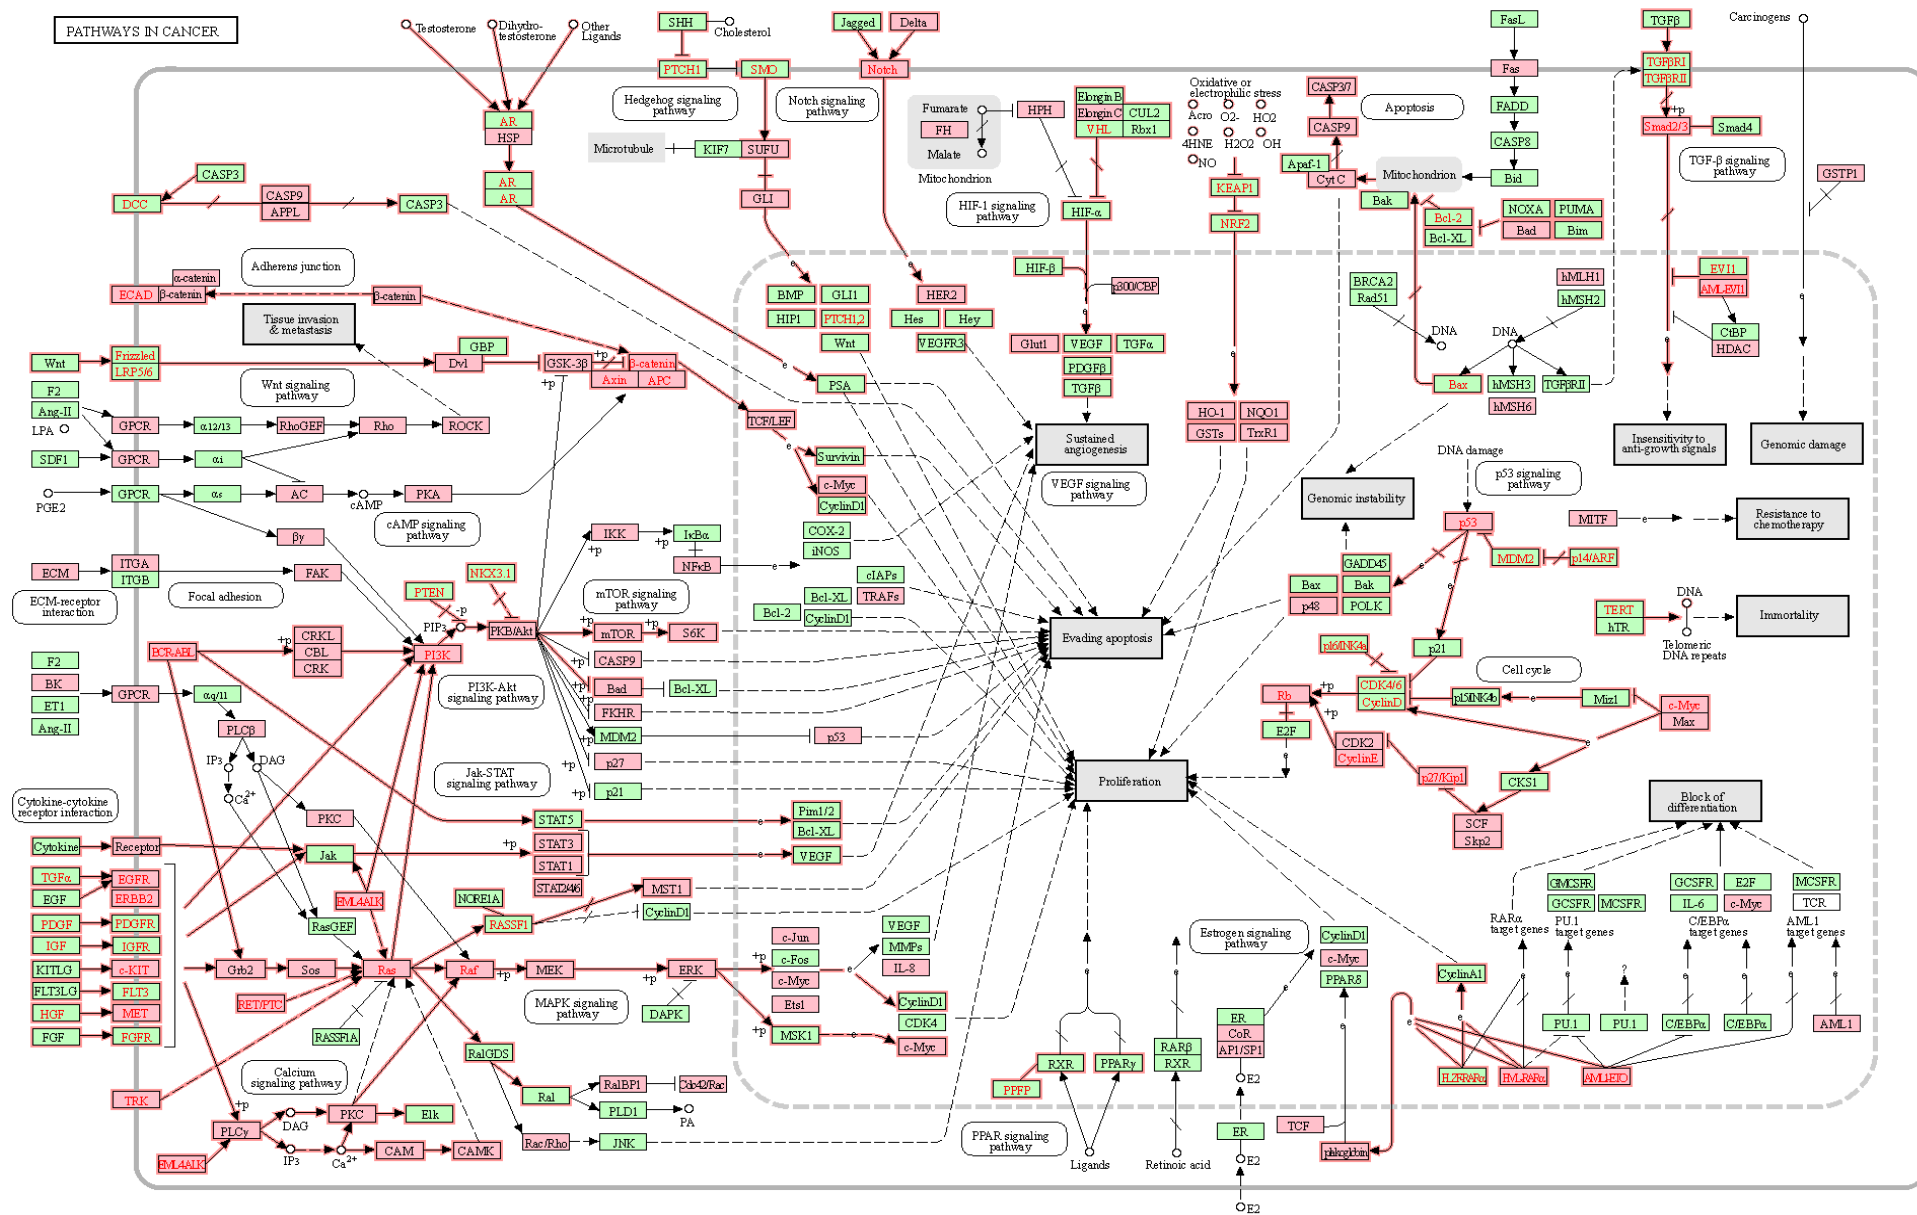 PATHWAYS IN CANCER
Testosterone
Dihydro-
testosterone
Other
Ligands
SHH
Cholesterol
PTCH1
SMO
Hedgehog signaling
pathway
Microtubule
KIF7
SUFU
GLI
Jagged
Delta
Notch
Notch signaling
pathway
Fumarate
FH
Malate
Mitochondrion
HPH
Elongin B
Elongin C
CUL2
VHL
Rbx1
HIF-1 signaling
pathway
HIF-α
Oxidative or
electrophilic stress
Acro
O2-
HO2
4HNE
H2O2
OH
NO
KEAP1
NRF2
CASP3/7
CASP9
Apaf-1
CytC
Apoptosis
Mitochondrion
Bak
Bcl-2
Bcl-XL
NOXA
PUMA
Bad
Bim
FasL
Fas
FADD
CASP8
Bid
TGFβ
TGFβRI
TGFβRII
+p
Smad2/3
Smad4
TGF-β signaling
pathway
Carcinogens
GSTP1
AR
HSP
AR
AR
CASP3
DCC
CASP9
APPL
CASP3
Adherens junction
α-catenin
ECAD
β-catenin
β-catenin
Tissue invasion
& metastasis
Wnt
Frizzled
LRP5/6
GBP
Dvl
GSK-3β
+p
β-catenin
Axin
APC
+p
Wnt signaling
pathway
F2
Ang-II
LPA
GPCR
α12/13
RhoGEF
Rho
ROCK
SDF1
GPCR
αi
PGE2
GPCR
αs
AC
cAMP
PKA
cAMP signaling
pathway
βγ
ECM
ITGA
ITGB
FAK
ECM-receptor
interaction
Focal adhesion
PTEN
NKX3.1
-p
PIP3
PKB/Akt
PI3K
BCR-ABL
+p
CRKL
CBL
CRK
IKK
+p
IκBα
+p
NFκB
e
mTOR signaling
pathway
+p
mTOR
+p
S6K
+p
CASP9
+p
Bad
Bcl-XL
+p
FKHR
+p
MDM2
p53
+p
p27
+p
p21
PI3K-Akt
signaling pathway
Jak-STAT
signaling pathway
F2
BK
ET1
Ang-II
GPCR
αq/11
PLCβ
IP3
DAG
Ca2+
PKC
Cytokine-cytokine
receptor interaction
Cytokine
Receptor
Jak
STAT5
+p
STAT3
STAT1
STAT2/4/6
e
e
Pim1/2
Bcl-XL
VEGF
TGFα
EGFR
EGF
ERBB2
PDGF
PDGFR
IGF
IGFR
KITLG
c-KIT
FLT3LG
FLT3
HGF
MET
FGF
FGFR
TRK
EML4ALK
NORE1A
RASSF1
MST1
CyclinD1
RasGEF
Grb2
Sos
Ras
Raf
+p
MEK
+p
ERK
RET/PTC
RASSF1A
DAPK
MAPK signaling
pathway
Calcium
signaling pathway
RalGDS
Ral
RalBP1
Cdc42/Rac
PLD1
PA
Rac/Rho
JNK
+p
PLCγ
EML4ALK
DAG
PKC
Elk
IP3
Ca2+
CAM
CAMK
e
BMP
GLI1
HIP1
PTCH1,2
Wnt
e
HER2
Hes
Hey
VEGFR3
HIF-β
p300/CBP
e
Glut1
VEGF
TGFα
PDGFβ
TGFβ
Sustained
angiogenesis
VEGF signaling
pathway
e
PSA
TCF/LEF
e
Survivin
c-Myc
CyclinD1
COX-2
iNOS
cIAPs
Bcl-XL
TRAFs
Bcl-2
CyclinD1
Evading apoptosis
Proliferation
e
HO-1
NQO1
GSTs
TrxR1
e
BRCA2
Rad51
DNA
hMLH1
hMSH2
DNA
Bax
hMSH3
TGFβRII
hMSH6
e
EVI1
AML-EVI1
CtBP
HDAC
e
Insensitivity to
anti-growth signals
Genomic damage
Genomic instability
DNA damage
p53 signaling
pathway
p53
MDM2
p14/ARF
e
e
GADD45
Bax
Bak
p48
POLK
MITF
e
Resistance to
chemotherapy
TERT
hTR
DNA
Telomeric
DNA repeats
Immortality
p16/INK4a
p21
Cell cycle
Rb
+p
CDK4/6
CyclinD
p15/INK4b
e
Miz1
c-Myc
Max
E2F
e
+p
CDK2
CyclinE
p27/Kip1
e
CKS1
SCF
Skp2
Block of
differentiation
GMCSFR
GCSFR
MCSFR
GCSFR
E2F
IL-6
c-Myc
MCSFR
TCR
RARα
target genes
PU.1
target genes
C/EBPα
target genes
AML1
target genes
CyclinA1
e
?
PU.1
PU.1
C/EBPα
C/EBPα
AML1
PML-RARα
AML1-ETO
+p
c-Jun
c-Fos
c-Myc
Ets1
e
VEGF
MMPs
IL-8
CyclinD1
CDK4
+p
MSK1
e
c-Myc
PPFP
RXR
PPARγ
PPAR signaling
pathway
Ligands
RARβ
RXR
Retinoic acid
Estrogen signaling
pathway
ER
CoR
AP1/SP1
E2
ER
E2
E2
CyclinD1
c-Myc
PPARδ
TCF